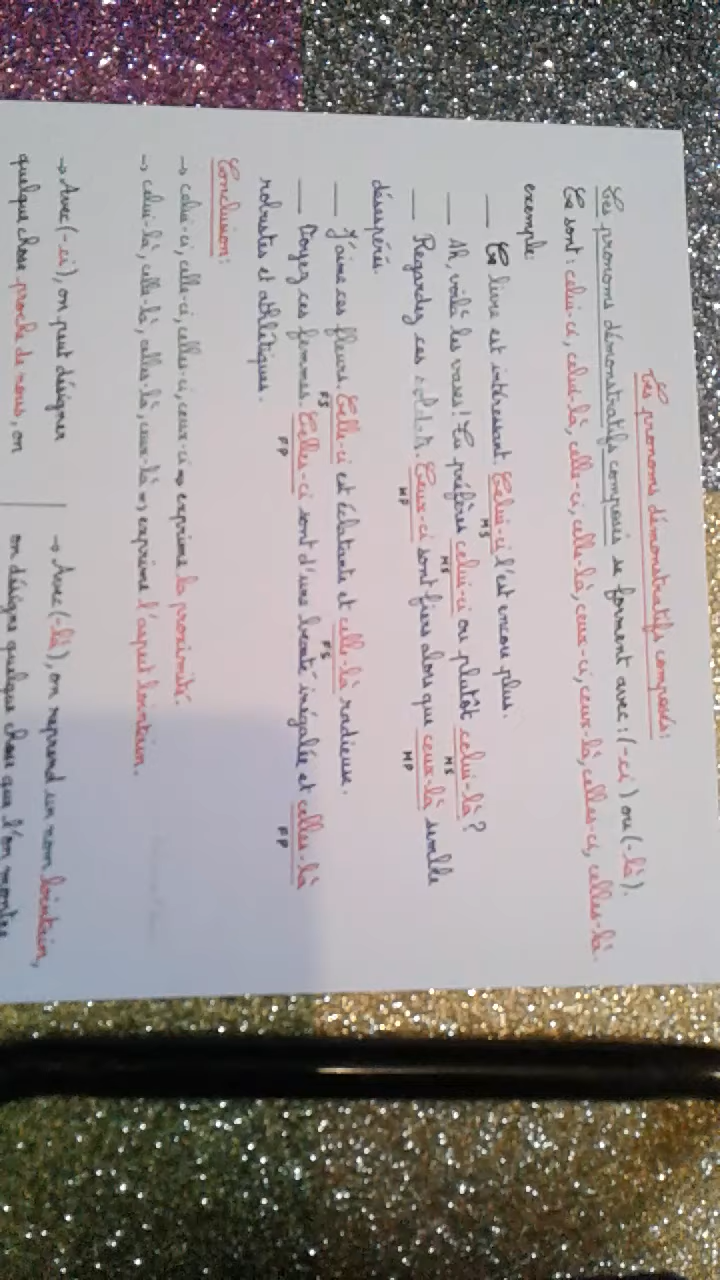 Les pronoms démonstratifs composés:
Les pronoms démonstratifs composés se forment avec: (-ci) ou (-là).
Ce sont: celui-ci, celui-là, celle-ci, celle-là, ceux-ci, ceux-là, celles-ci, celles-là.
exemple:
— Ce livre est intéressant. Celui-ci l'est encore plus.
MS
— Ah, voilà les vases! Tu préfères celui-ci ou plutôt celui-là?
MS MS
— Regardez ces soldats. Ceux-ci sont fiers alors que ceux-là semble
MP MP
désespérés.
— J'aime ces fleurs. Celle-ci est éclatante et celle-là radieuse.
FS FS
— Voyez ces femmes. Celles-ci sont d'une beauté inégalée et celles-là
FP FP
robustes et athlétiques.
Conclusion:
→ celui-ci, celle-ci, celles-ci, ceux-ci ⇒ exprime la proximité.
→ celui-là, celle-là, celles-là, ceux-là ⇒ exprime l'aspect lointain.
→ Avec (-ci), on peut désigner
quelque chose proche de nous, on
→ Avec (-là), on reprend un nom lointain,
on désigne quelque chose que l'on montre